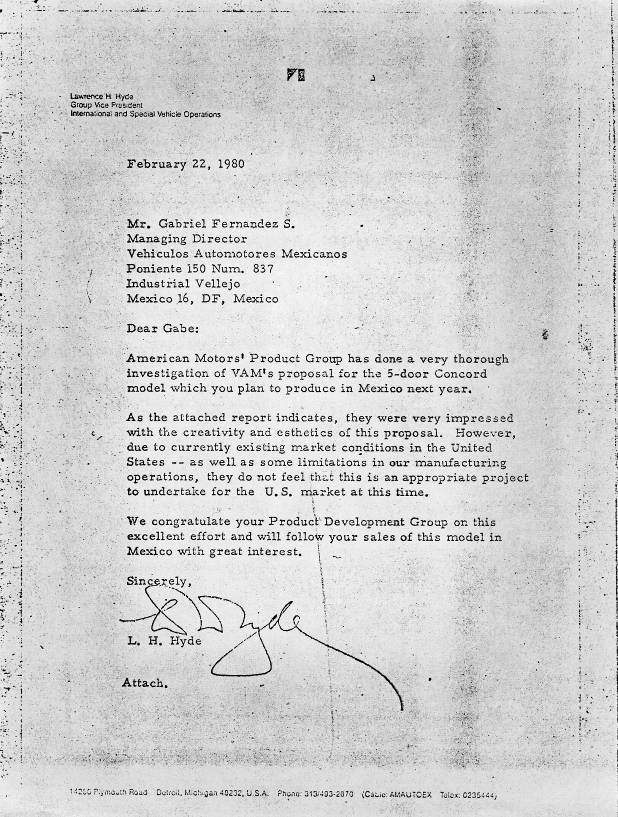 Lawrence H. Hyde
Group Vice President
International and Special Vehicle Operations
February 22, 1980
Mr. Gabriel Fernandez S.
Managing Director
Vehiculos Automotores Mexicanos
Poniente 150 Num. 837
Industrial Vellejo
Mexico 16, DF, Mexico
Dear Gabe:
American Motors' Product Group has done a very thorough
investigation of VAM's proposal for the 5-door Concord
model which you plan to produce in Mexico next year.
As the attached report indicates, they were very impressed
with the creativity and esthetics of this proposal. However,
due to currently existing market conditions in the United
States -- as well as some limitations in our manufacturing
operations, they do not feel that this is an appropriate project
to undertake for the U.S. market at this time.
We congratulate your Product Development Group on this
excellent effort and will follow your sales of this model in
Mexico with great interest.
Sincerely,
L. H. Hyde
Attach.
Plymouth Road Detroit, Michigan 48232, U.S.A. Phone: (Cable: AMAUTOEX Telex: 0235444)